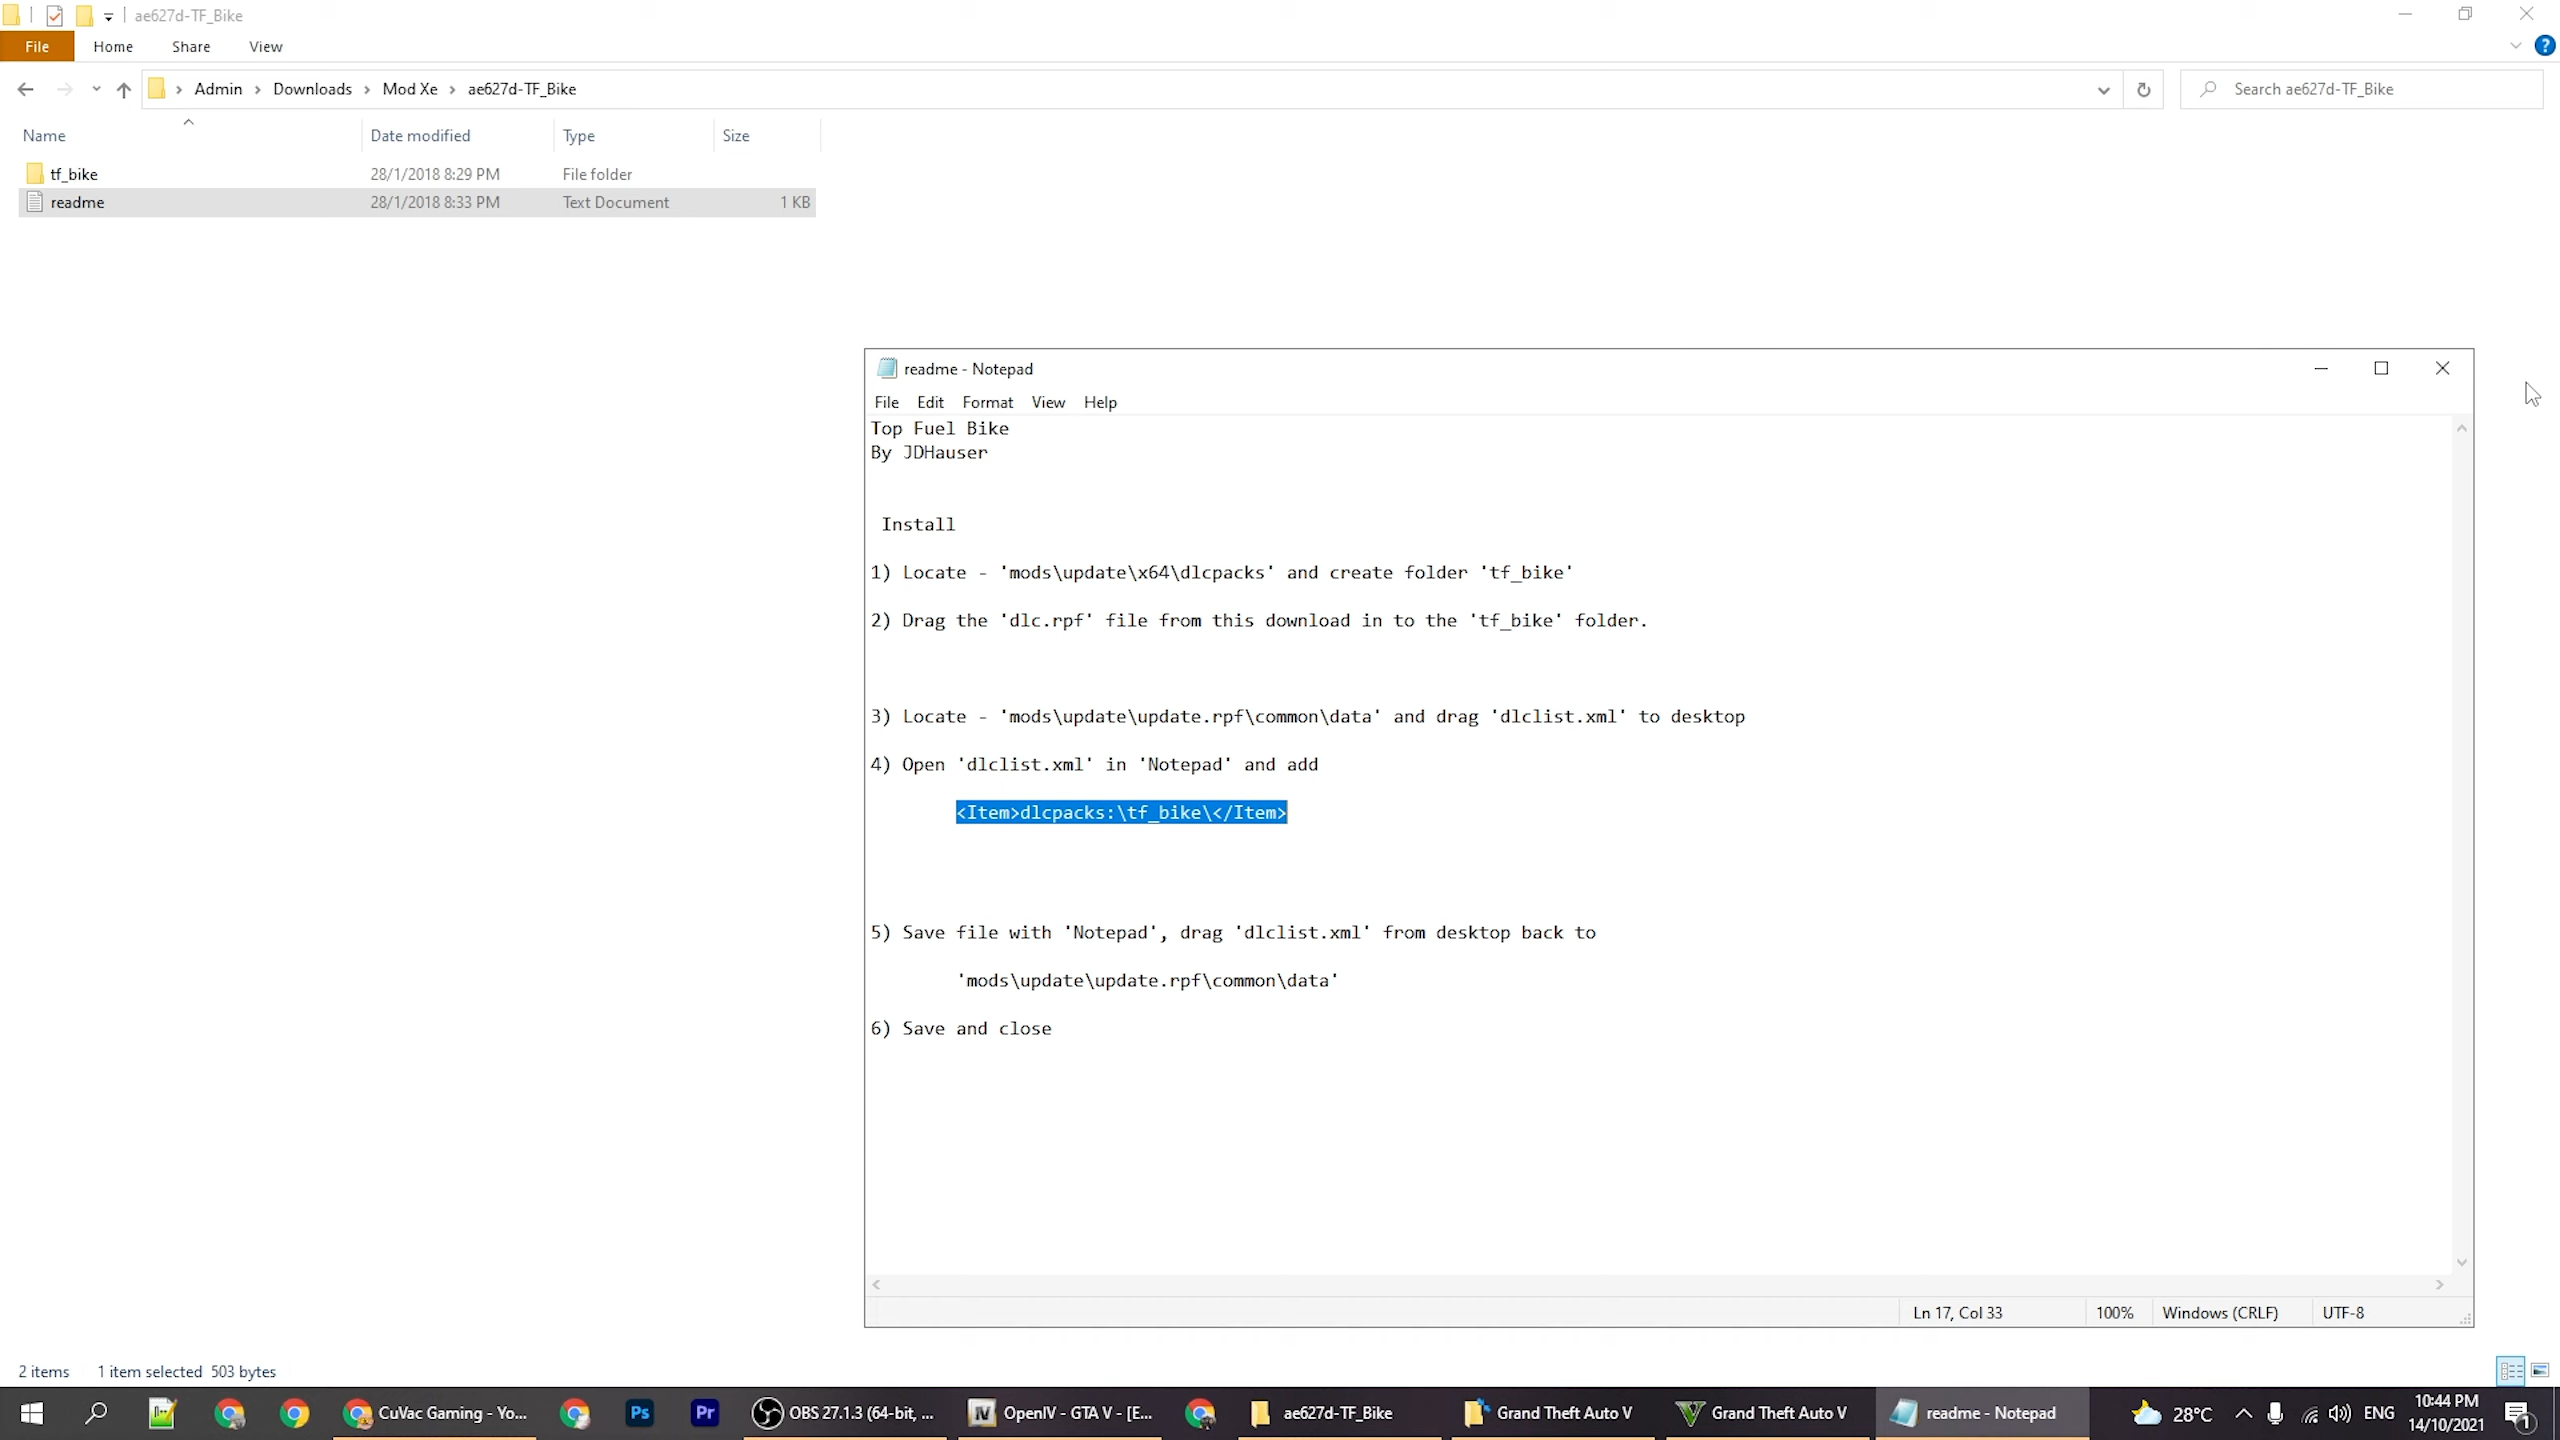 ae627d-TF_Bike
File Home Share View
Admin > Downloads > Mod Xe > ae627d-TF_Bike
Search ae627d-TF_Bike
Name Date modified Type Size
tf_bike 28/1/2018 8:29 PM File folder
readme 28/1/2018 8:33 PM Text Document 1 KB
readme - Notepad
File Edit Format View Help
Top Fuel Bike
By JDHauser
Install
1) Locate - 'mods\update\x64\dlcpacks' and create folder 'tf_bike'
2) Drag the 'dlc.rpf' file from this download in to the 'tf_bike' folder.
3) Locate - 'mods\update\update.rpf\common\data' and drag 'dlclist.xml' to desktop
4) Open 'dlclist.xml' in 'Notepad' and add
<Item>dlcpacks:\tf_bike\</Item>
5) Save file with 'Notepad', drag 'dlclist.xml' from desktop back to
'mods\update\update.rpf\common\data'
6) Save and close
Ln 17, Col 33 100% Windows (CRLF) UTF-8
2 items 1 item selected 503 bytes
CuVac Gaming - Yo... Ps Pr OBS 27.1.3 (64-bit, ... IV OpenIV - GTA V - [E... ae627d-TF_Bike Grand Theft Auto V Grand Theft Auto V readme - Notepad 28°C ENG 10:44 PM
14/10/2021 1